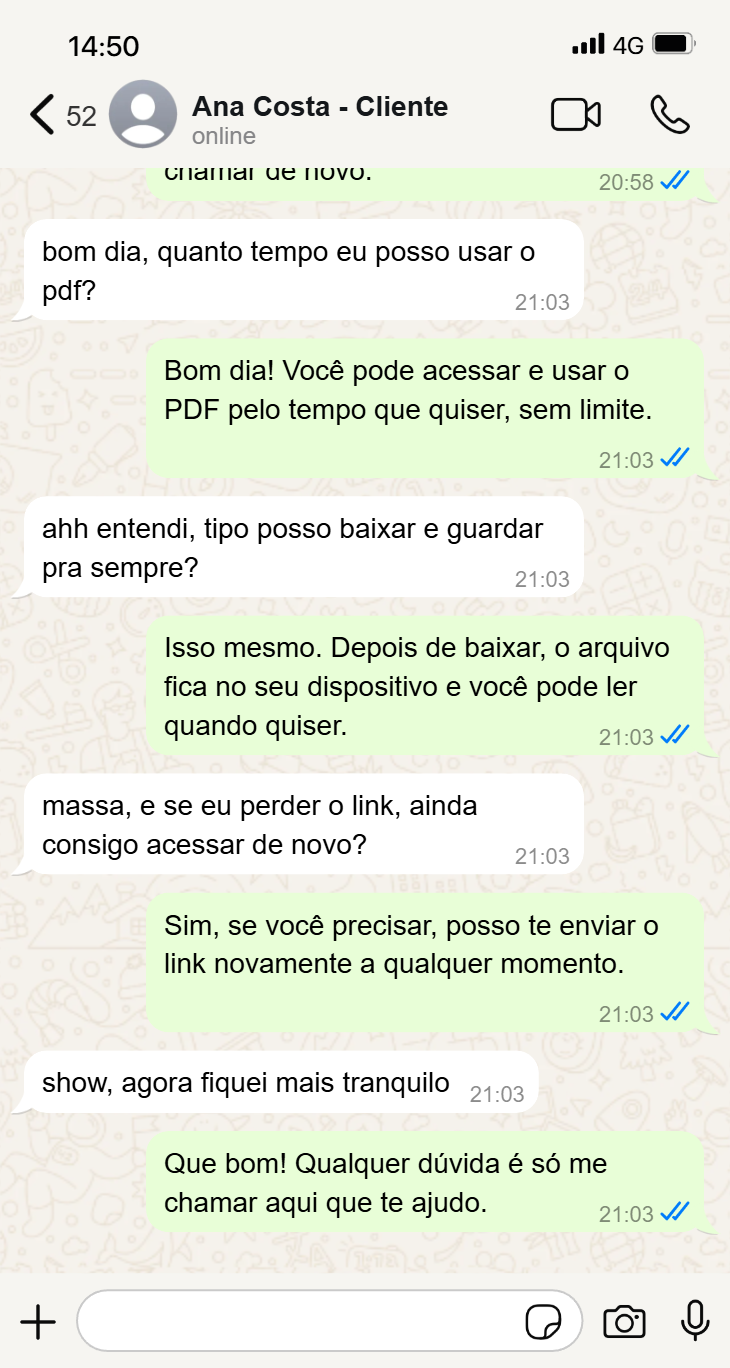 14:50
4G
52
Ana Costa - Cliente
online
chamar de novo.
20:58
bom dia, quanto tempo eu posso usar o
pdf?
21:03
Bom dia! Você pode acessar e usar o
PDF pelo tempo que quiser, sem limite.
21:03
ahh entendi, tipo posso baixar e guardar
pra sempre?
21:03
Isso mesmo. Depois de baixar, o arquivo
fica no seu dispositivo e você pode ler
quando quiser.
21:03
massa, e se eu perder o link, ainda
consigo acessar de novo?
21:03
Sim, se você precisar, posso te enviar o
link novamente a qualquer momento.
21:03
show, agora fiquei mais tranquilo
21:03
Que bom! Qualquer dúvida é só me
chamar aqui que te ajudo.
21:03